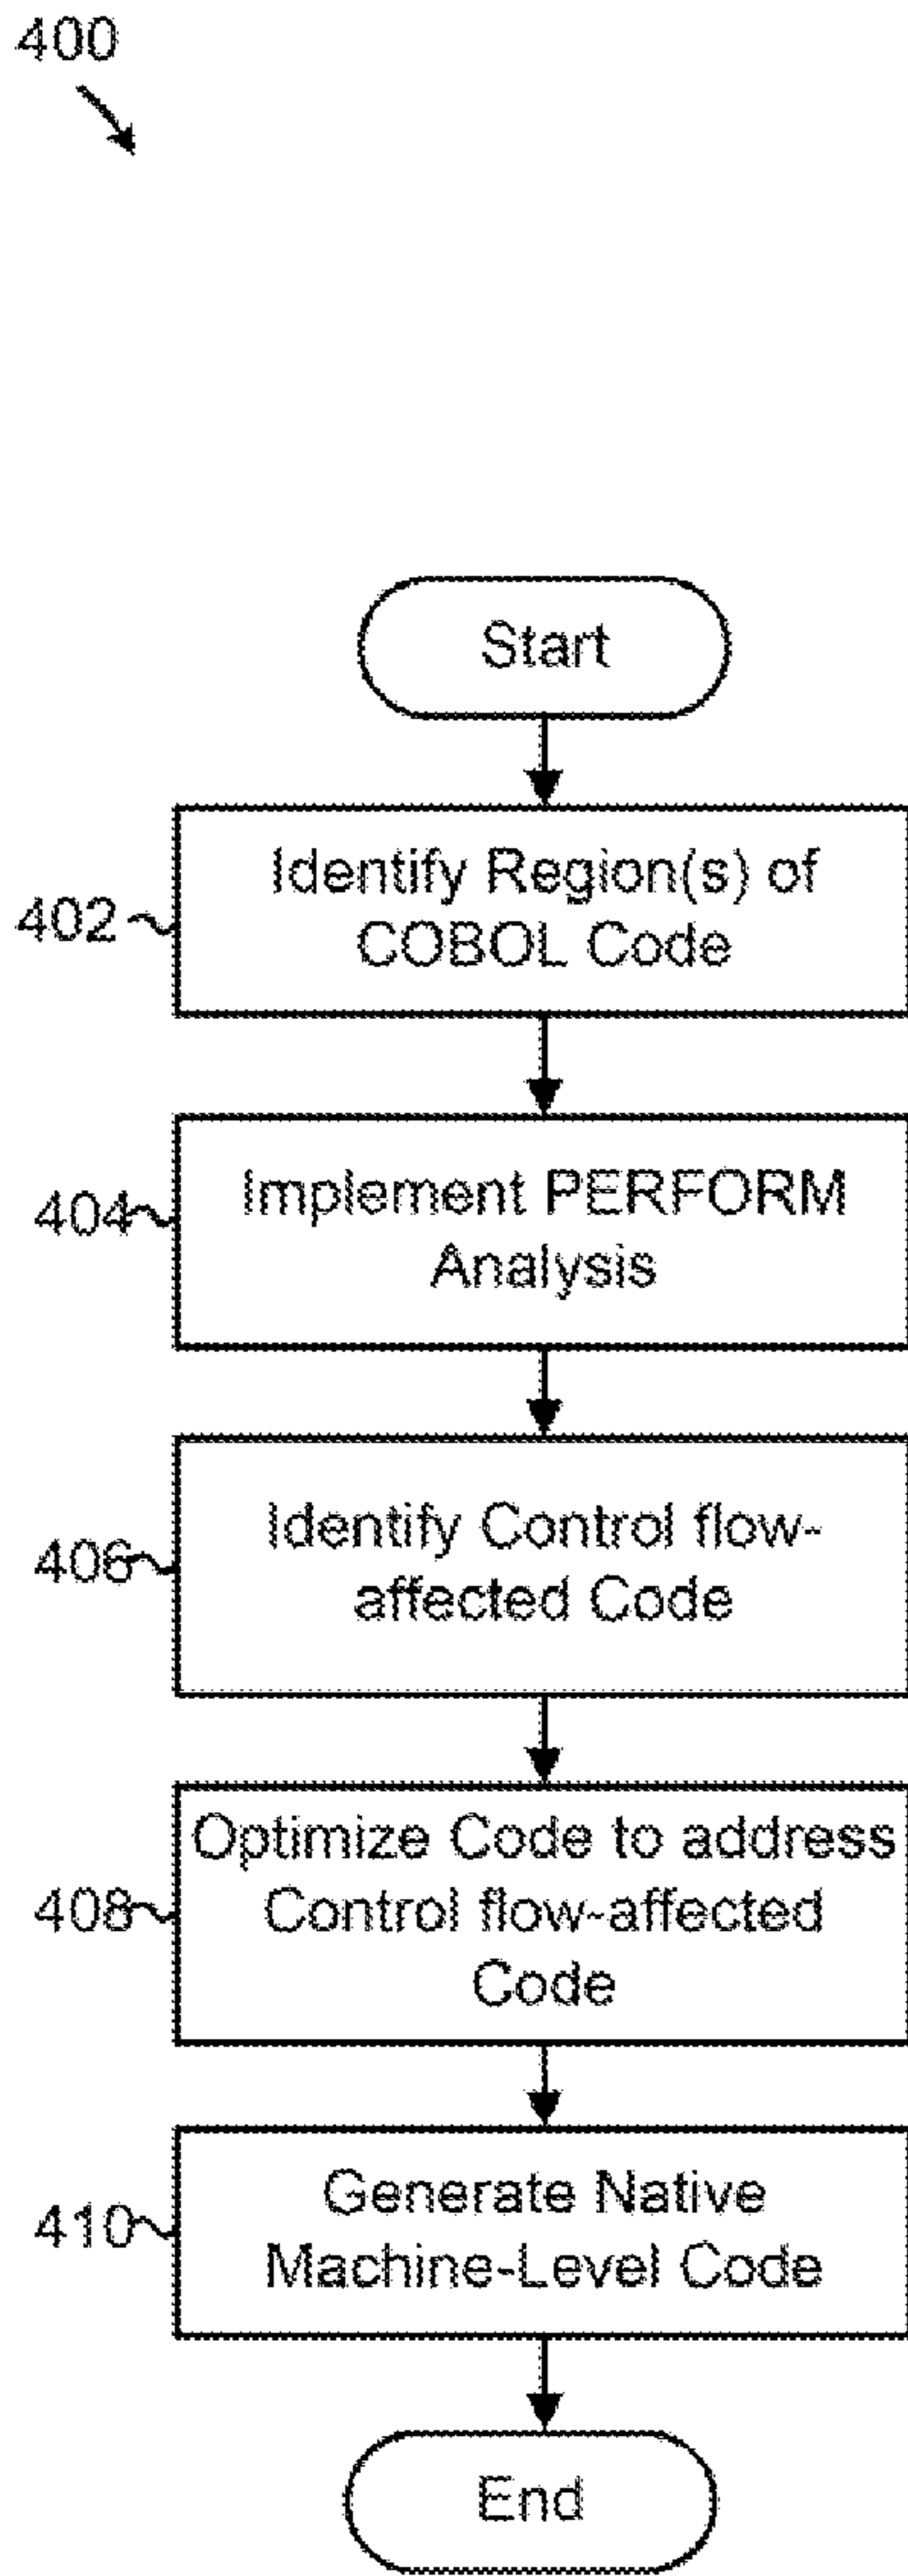 400
Start
402
Identify Region(s) of
COBOL Code
404
Implement PERFORM
Analysis
406
Identify Control flow-
affected Code
408
Optimize Code to address
Control flow-affected
Code
410
Generate Native
Machine-Level Code
End